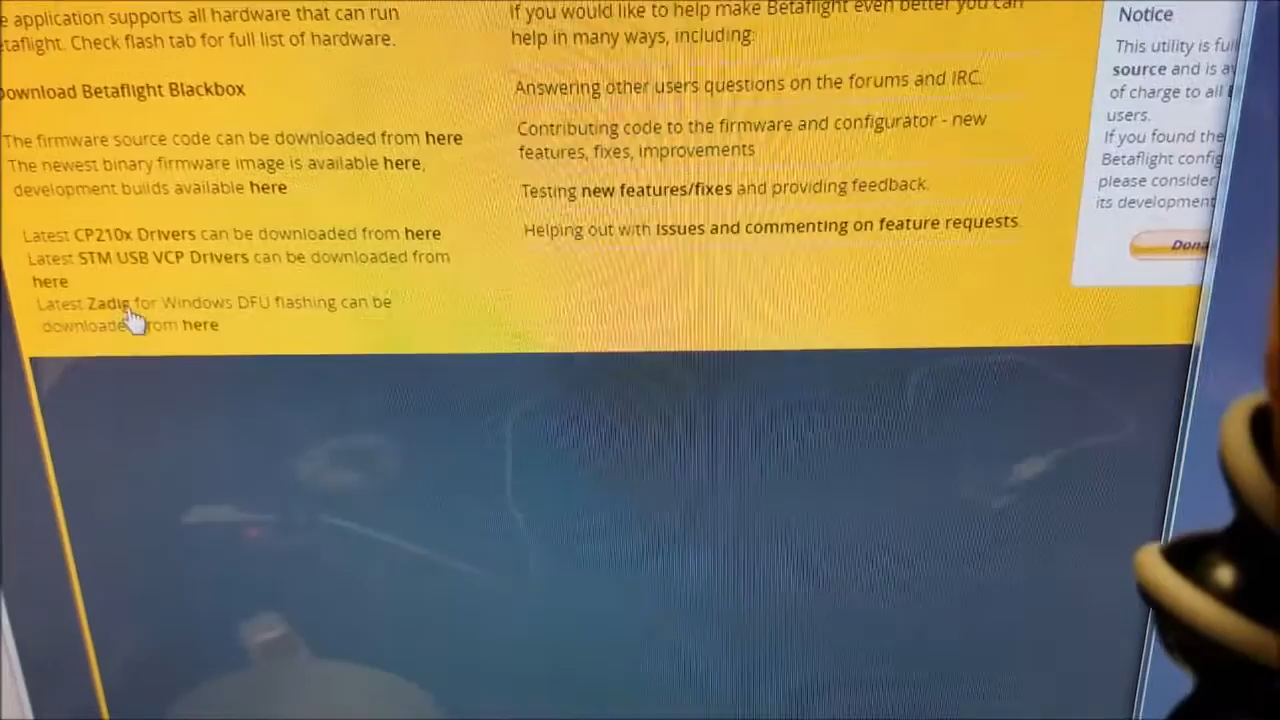 e application supports all hardware that can run
taflight. Check flash tab for full list of hardware.
ownload Betaflight Blackbox
The firmware source code can be downloaded from here
The newest binary firmware image is available here,
development builds available here
Latest CP210x Drivers can be downloaded from here
Latest STM USB VCP Drivers can be downloaded from
here
Latest Zadig for Windows DFU flashing can be
downloade from here
If you would like to help make Betaflight even better you can
help in many ways, including:
Answering other users questions on the forums and IRC.
Contributing code to the firmware and configurator - new
features, fixes, improvements
Testing new features/fixes and providing feedback.
Helping out with issues and commenting on feature requests.
Notice
This utility is ful
source and is av
of charge to all
users.
If you found the
Betaflight config
please consider
its development
Dona